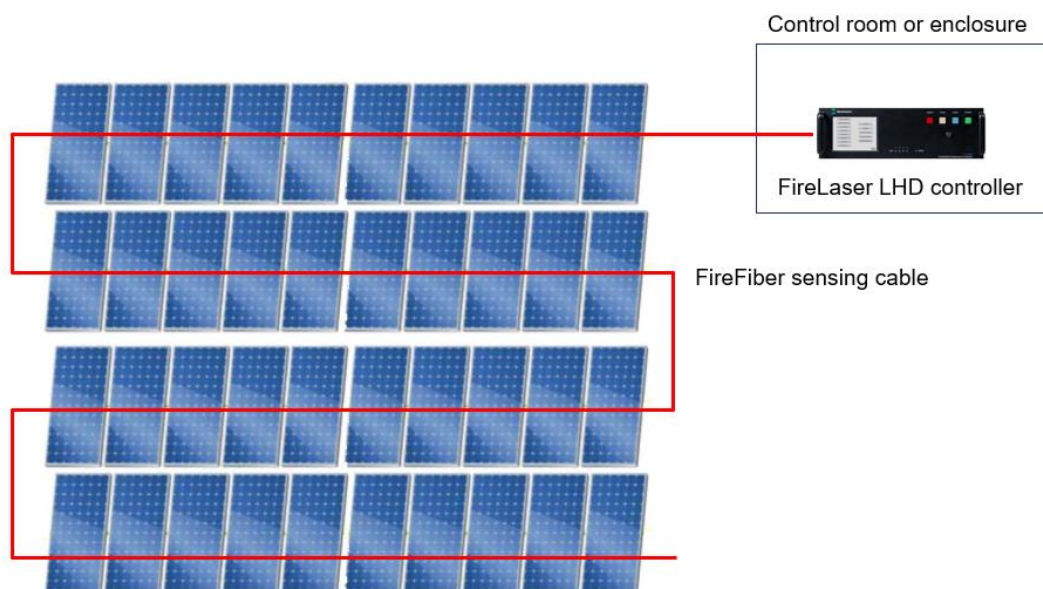 Control room or enclosure
FireLaser LHD controller
FireFiber sensing cable